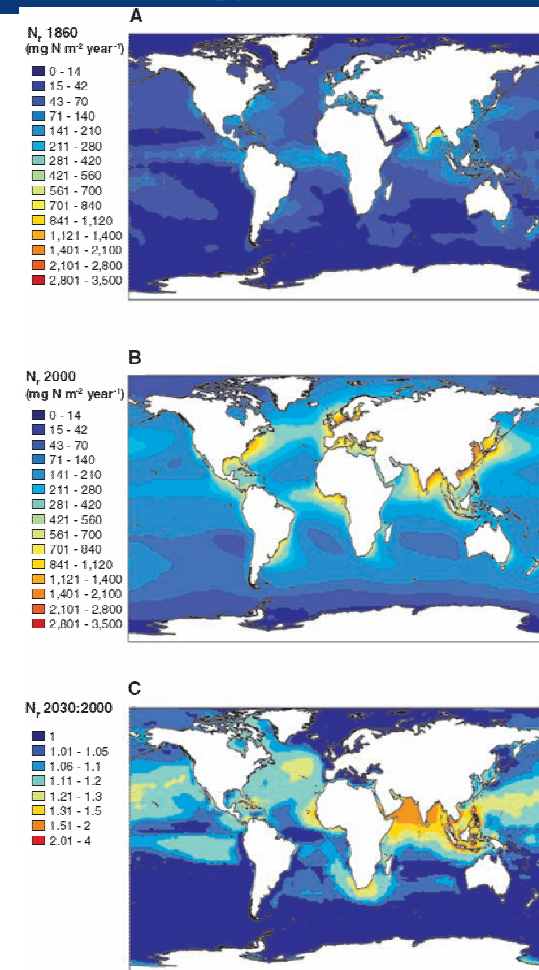 A
Nr 1860
(mg N m-2 year-1)
0 - 14
15 - 42
43 - 70
71 - 140
141 - 210
211 - 280
281 - 420
421 - 560
561 - 700
701 - 840
841 - 1,120
1,121 - 1,400
1,401 - 2,100
2,101 - 2,800
2,801 - 3,500
B
Nr 2000
(mg N m-2 year-1)
0 - 14
15 - 42
43 - 70
71 - 140
141 - 210
211 - 280
281 - 420
421 - 560
561 - 700
701 - 840
841 - 1,120
1,121 - 1,400
1,401 - 2,100
2,101 - 2,800
2,801 - 3,500
C
Nr 2030:2000
1
1.01 - 1.05
1.06 - 1.1
1.11 - 1.2
1.21 - 1.3
1.31 - 1.5
1.51 - 2
2.01 - 4